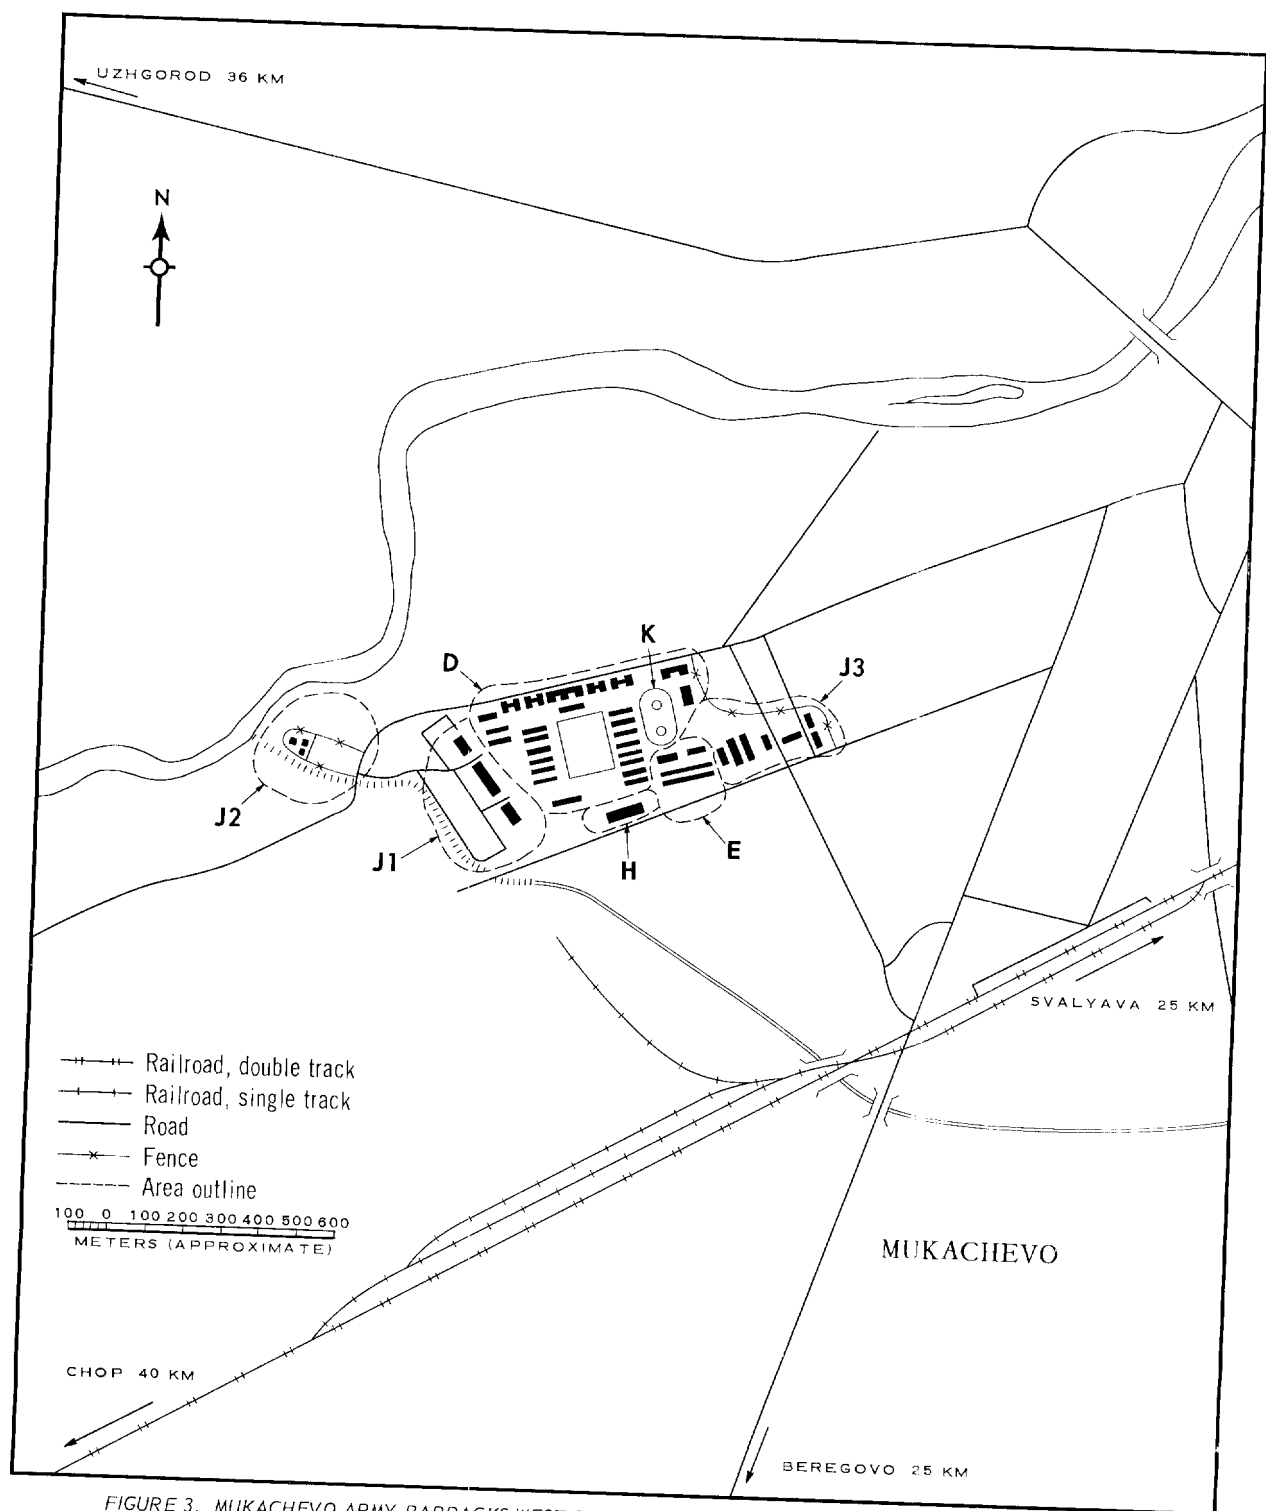 UZHGOROD 36 KM
N
K
D
J3
J2
J1
E
H
SVALYAVA 25 KM
Railroad, double track
Railroad, single track
Road
Fence
Area outline
100 0 100 200 300 400 500 600
METERS (APPROXIMATE)
MUKACHEVO
CHOP 40 KM
BEREGOVO 25 KM
FIGURE 3. MUKACHEVO ARMY BARRACKS WEST